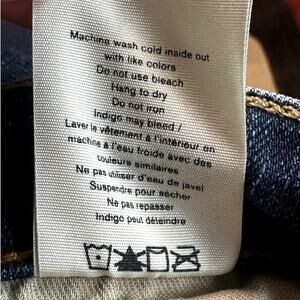 Machine wash cold inside out
with like colors
Do not use bleach
Hang to dry
Do not iron
Indigo may bleed /
Laver le vêtement à l'intérieur en
machine à l'eau froide avec des
couleurs similaires
Ne pas utiliser d'eau de javel
Suspendre pour sécher
Ne pas repasser
Indigo peut déteindre